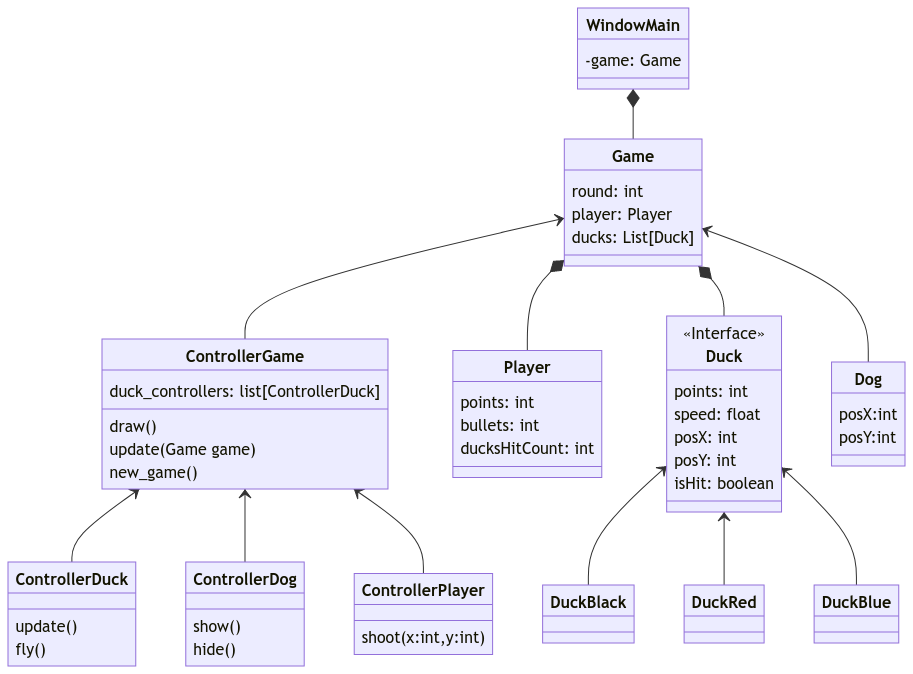 WindowMain
-game: Game
Game
round: int
player: Player
ducks: List[Duck]
ControllerGame
duck_controllers: list[ControllerDuck]
draw()
update(Game game)
new_game()
Player
points: int
bullets: int
ducksHitCount: int
«Interface»
Duck
points: int
speed: float
posX: int
posY: int
isHit: boolean
Dog
posX:int
posY:int
ControllerDuck
update()
fly()
ControllerDog
show()
hide()
ControllerPlayer
shoot(x:int,y:int)
DuckBlack
DuckRed
DuckBlue